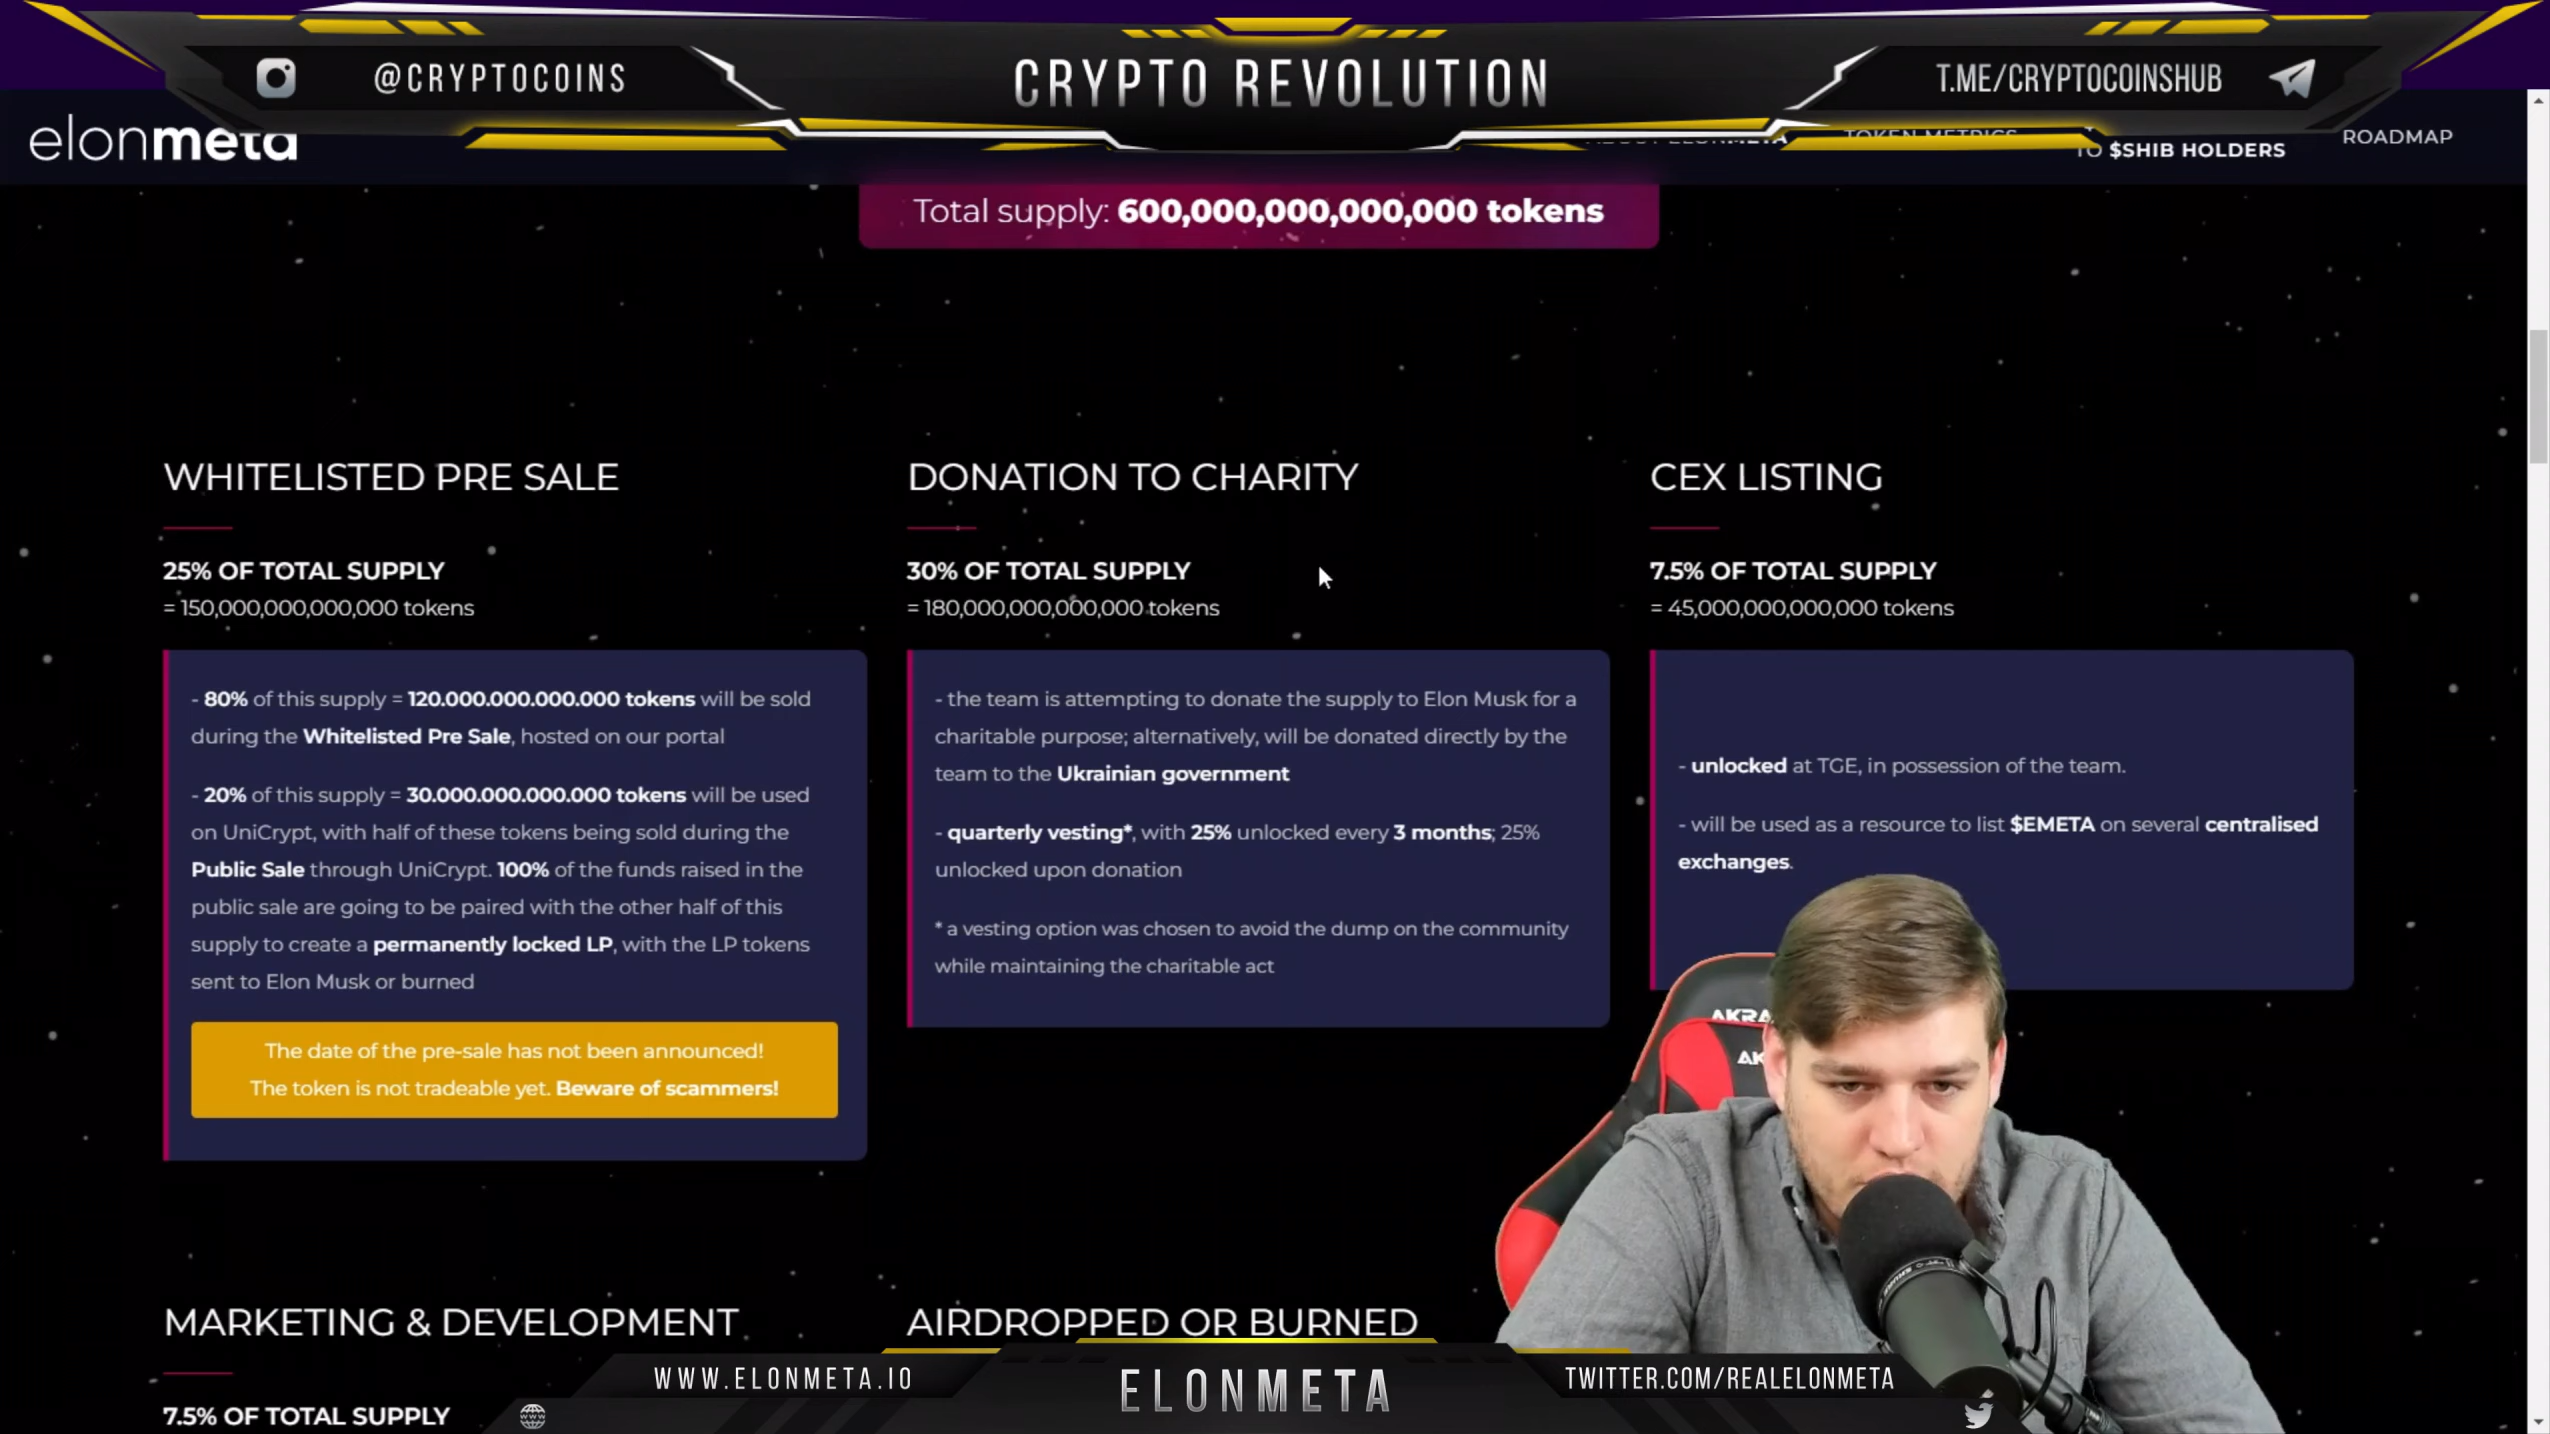 @CRYPTOCOINS
CRYPTO REVOLUTION
T.ME/CRYPTOCOINSHUB
elonmeta
ABOUT ELONMETA
TOKEN METRICS
TO $SHIB HOLDERS
ROADMAP
Total supply: 600,000,000,000,000 tokens
WHITELISTED PRE SALE
25% OF TOTAL SUPPLY
= 150,000,000,000,000 tokens
- 80% of this supply = 120.000.000.000.000 tokens will be sold
during the Whitelisted Pre Sale, hosted on our portal
- 20% of this supply = 30.000.000.000.000 tokens will be used
on UniCrypt, with half of these tokens being sold during the
Public Sale through UniCrypt. 100% of the funds raised in the
public sale are going to be paired with the other half of this
supply to create a permanently locked LP, with the LP tokens
sent to Elon Musk or burned
The date of the pre-sale has not been announced!
The token is not tradeable yet. Beware of scammers!
DONATION TO CHARITY
30% OF TOTAL SUPPLY
= 180,000,000,000,000 tokens
- the team is attempting to donate the supply to Elon Musk for a
charitable purpose; alternatively, will be donated directly by the
team to the Ukrainian government
- quarterly vesting*, with 25% unlocked every 3 months; 25%
unlocked upon donation
* a vesting option was chosen to avoid the dump on the community
while maintaining the charitable act
CEX LISTING
7.5% OF TOTAL SUPPLY
= 45,000,000,000,000 tokens
- unlocked at TGE, in possession of the team.
- will be used as a resource to list $EMETA on several centralised
exchanges.
MARKETING & DEVELOPMENT
7.5% OF TOTAL SUPPLY
AIRDROPPED OR BURNED
WWW.ELONMETA.IO
ELONMETA
TWITTER.COM/REALELONMETA